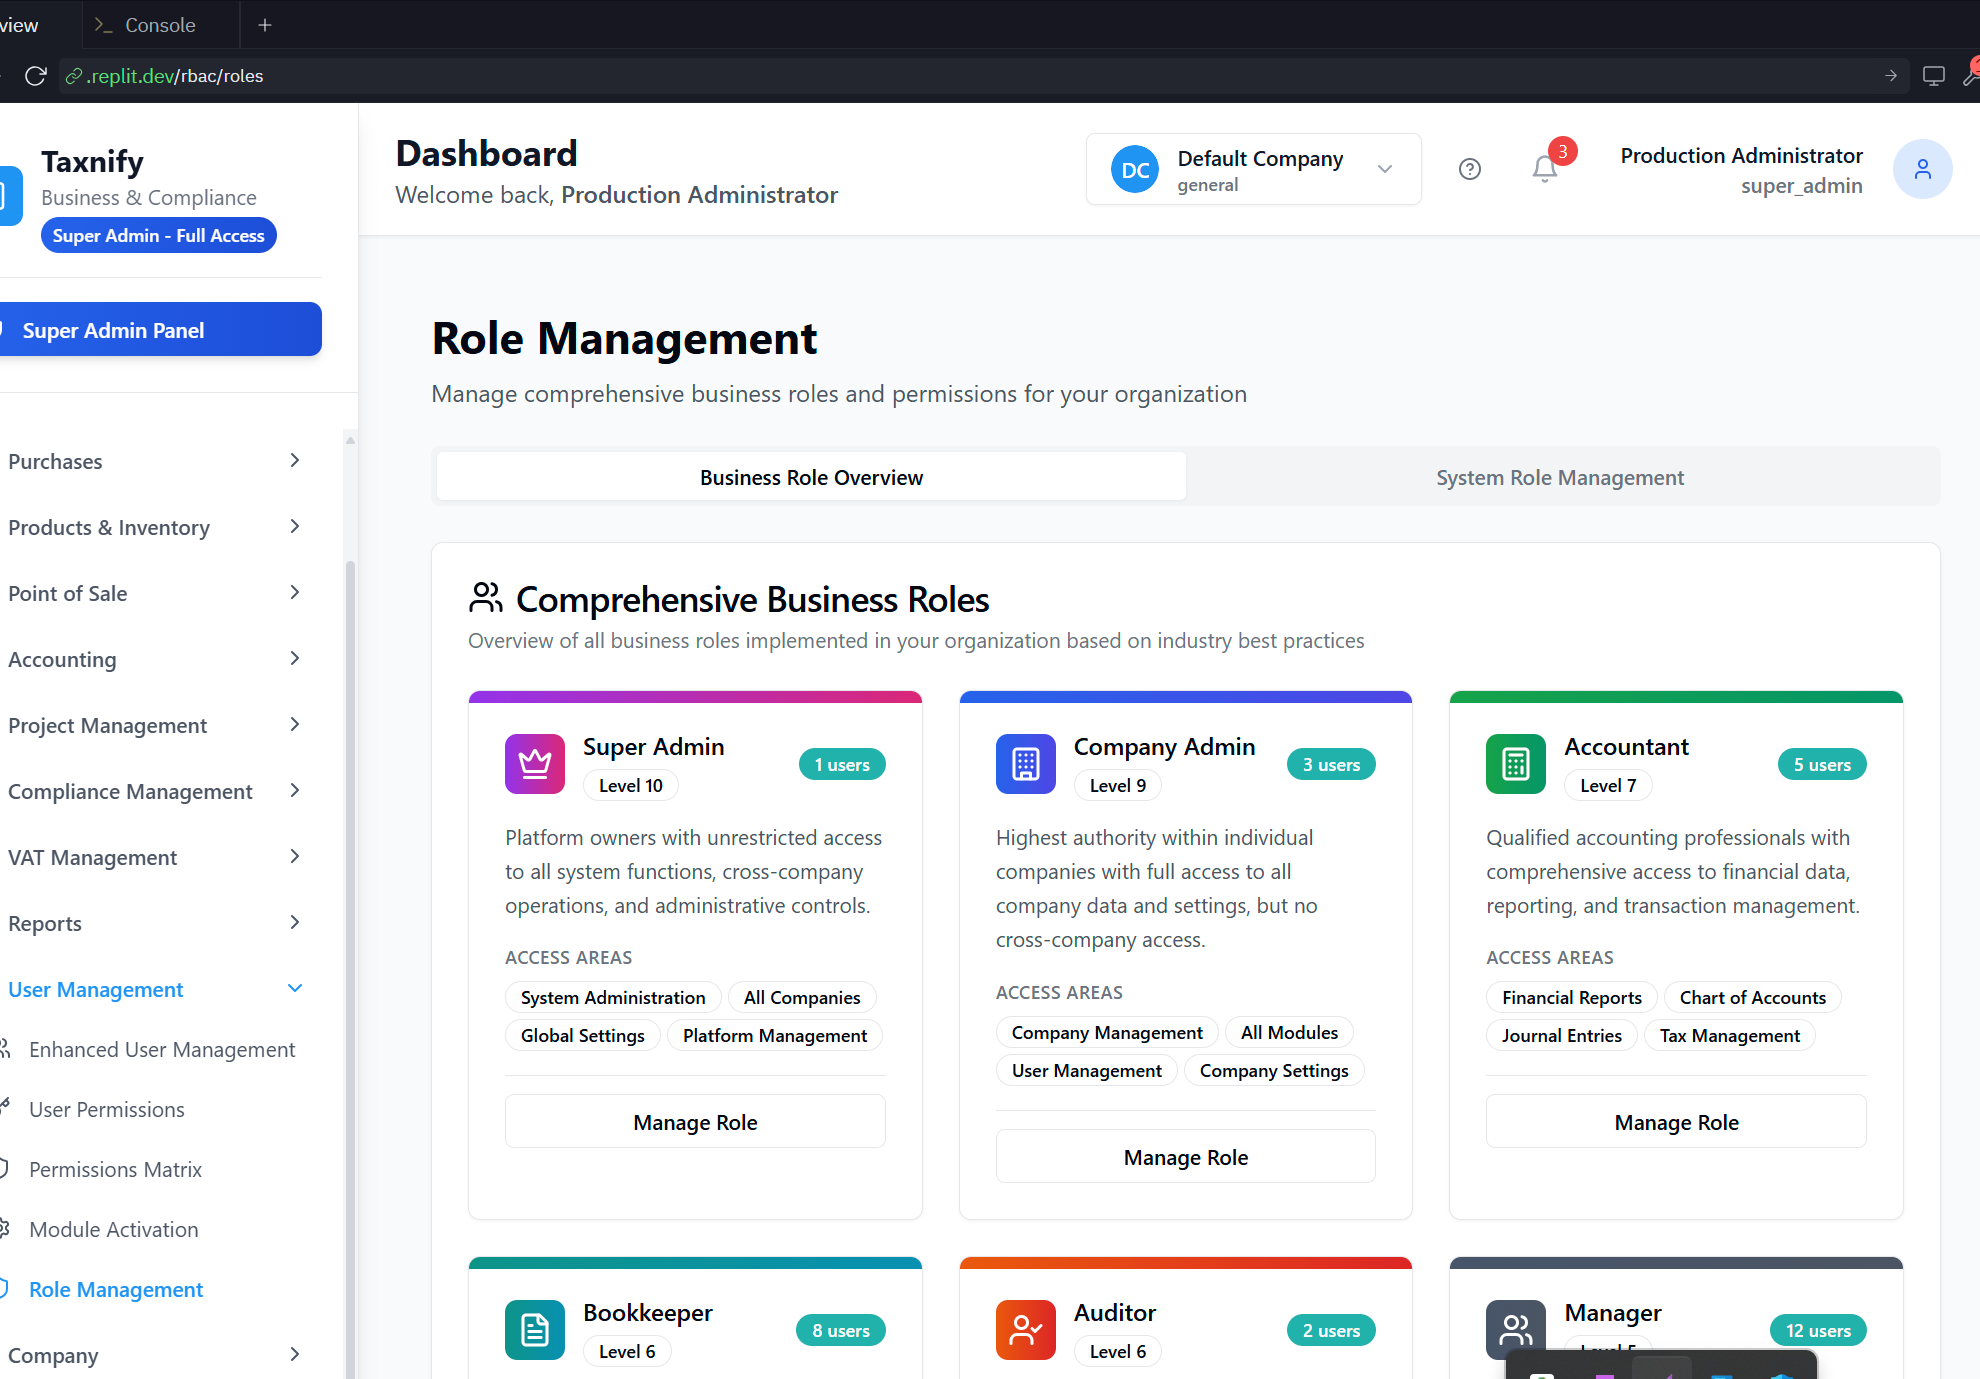 view
Console
.replit.dev/rbac/roles
Taxnify
Business & Compliance
Super Admin - Full Access
Super Admin Panel
Purchases
Products & Inventory
Point of Sale
Accounting
Project Management
Compliance Management
VAT Management
Reports
User Management
Enhanced User Management
User Permissions
Permissions Matrix
Module Activation
Role Management
Company
Dashboard
Welcome back, Production Administrator
DC
Default Company
general
3
Production Administrator
super_admin
Role Management
Manage comprehensive business roles and permissions for your organization
Business Role Overview
System Role Management
Comprehensive Business Roles
Overview of all business roles implemented in your organization based on industry best practices
Super Admin
Level 10
1 users
Platform owners with unrestricted access
to all system functions, cross-company
operations, and administrative controls.
ACCESS AREAS
System Administration
All Companies
Global Settings
Platform Management
Manage Role
Company Admin
Level 9
3 users
Highest authority within individual
companies with full access to all
company data and settings, but no
cross-company access.
ACCESS AREAS
Company Management
All Modules
User Management
Company Settings
Manage Role
Accountant
Level 7
5 users
Qualified accounting professionals with
comprehensive access to financial data,
reporting, and transaction management.
ACCESS AREAS
Financial Reports
Chart of Accounts
Journal Entries
Tax Management
Manage Role
Bookkeeper
Level 6
8 users
Auditor
Level 6
2 users
Manager
Level 5
12 users